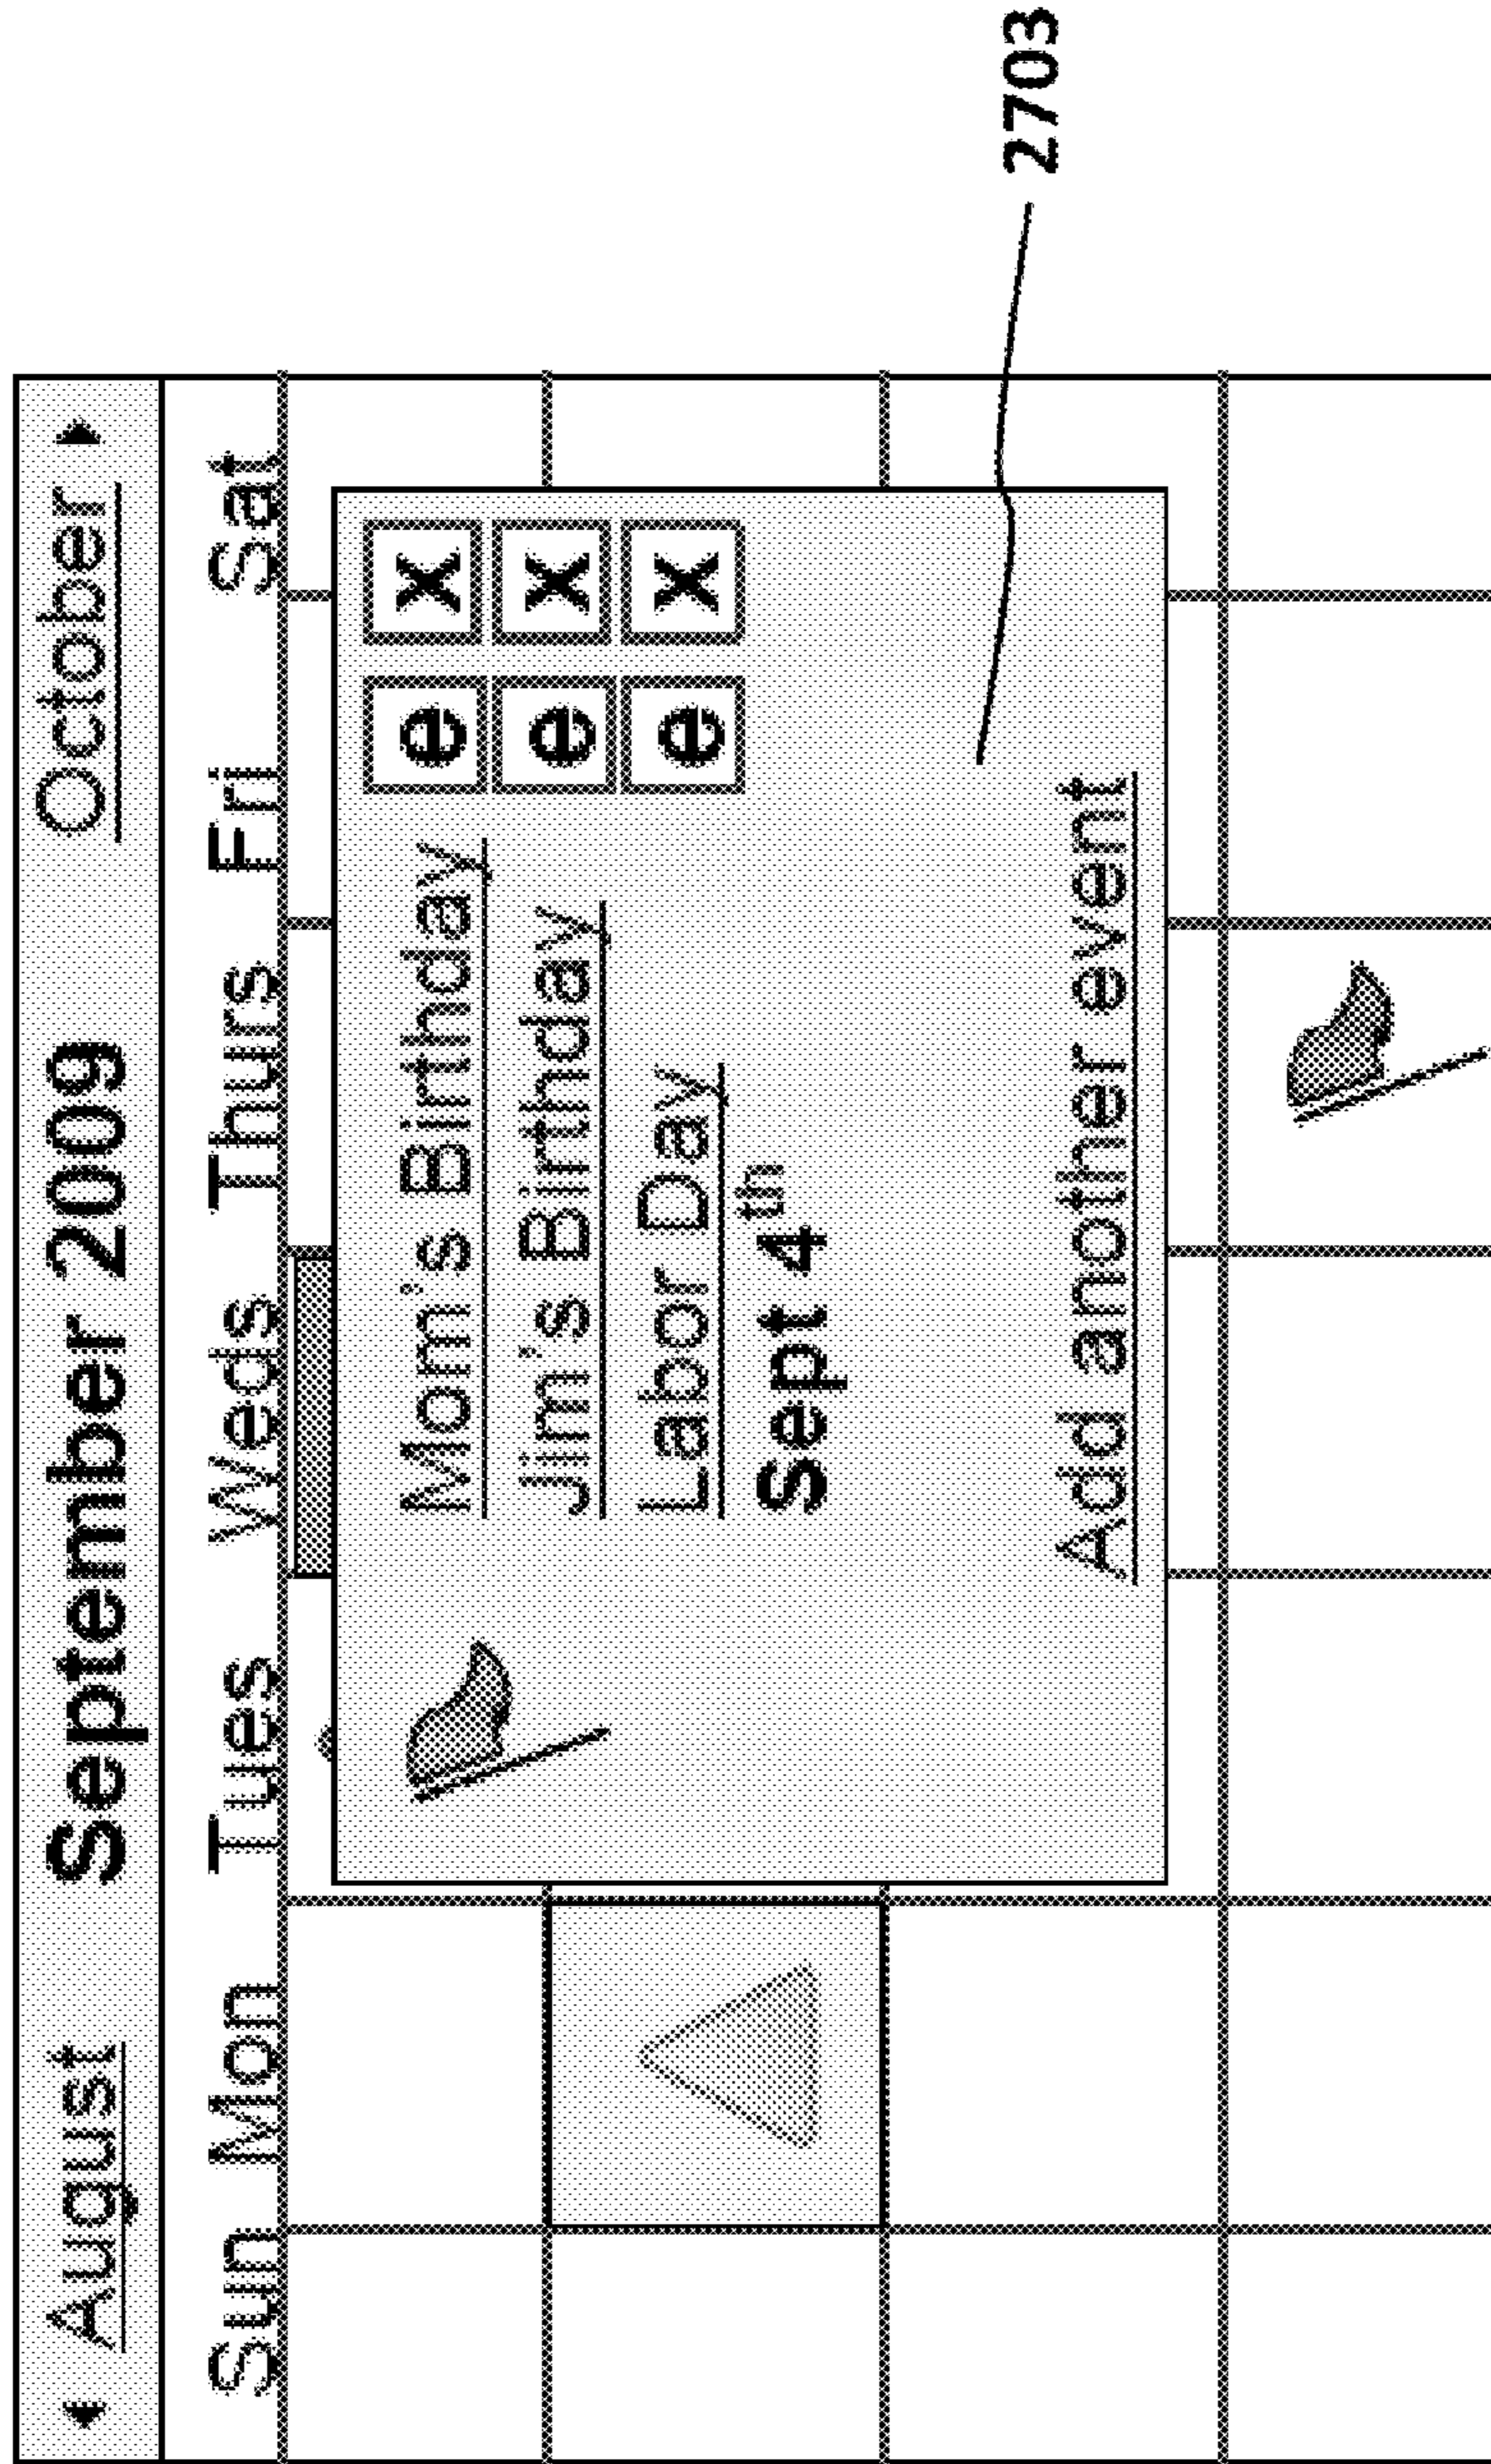 ◄ August September 2009 October ►
Sun Mon Tues Weds Thurs Fri Sat
Mom's Birthday e x
Jim's Birthday e x
Labor Day e x
Sept 4th
Add another event
2703